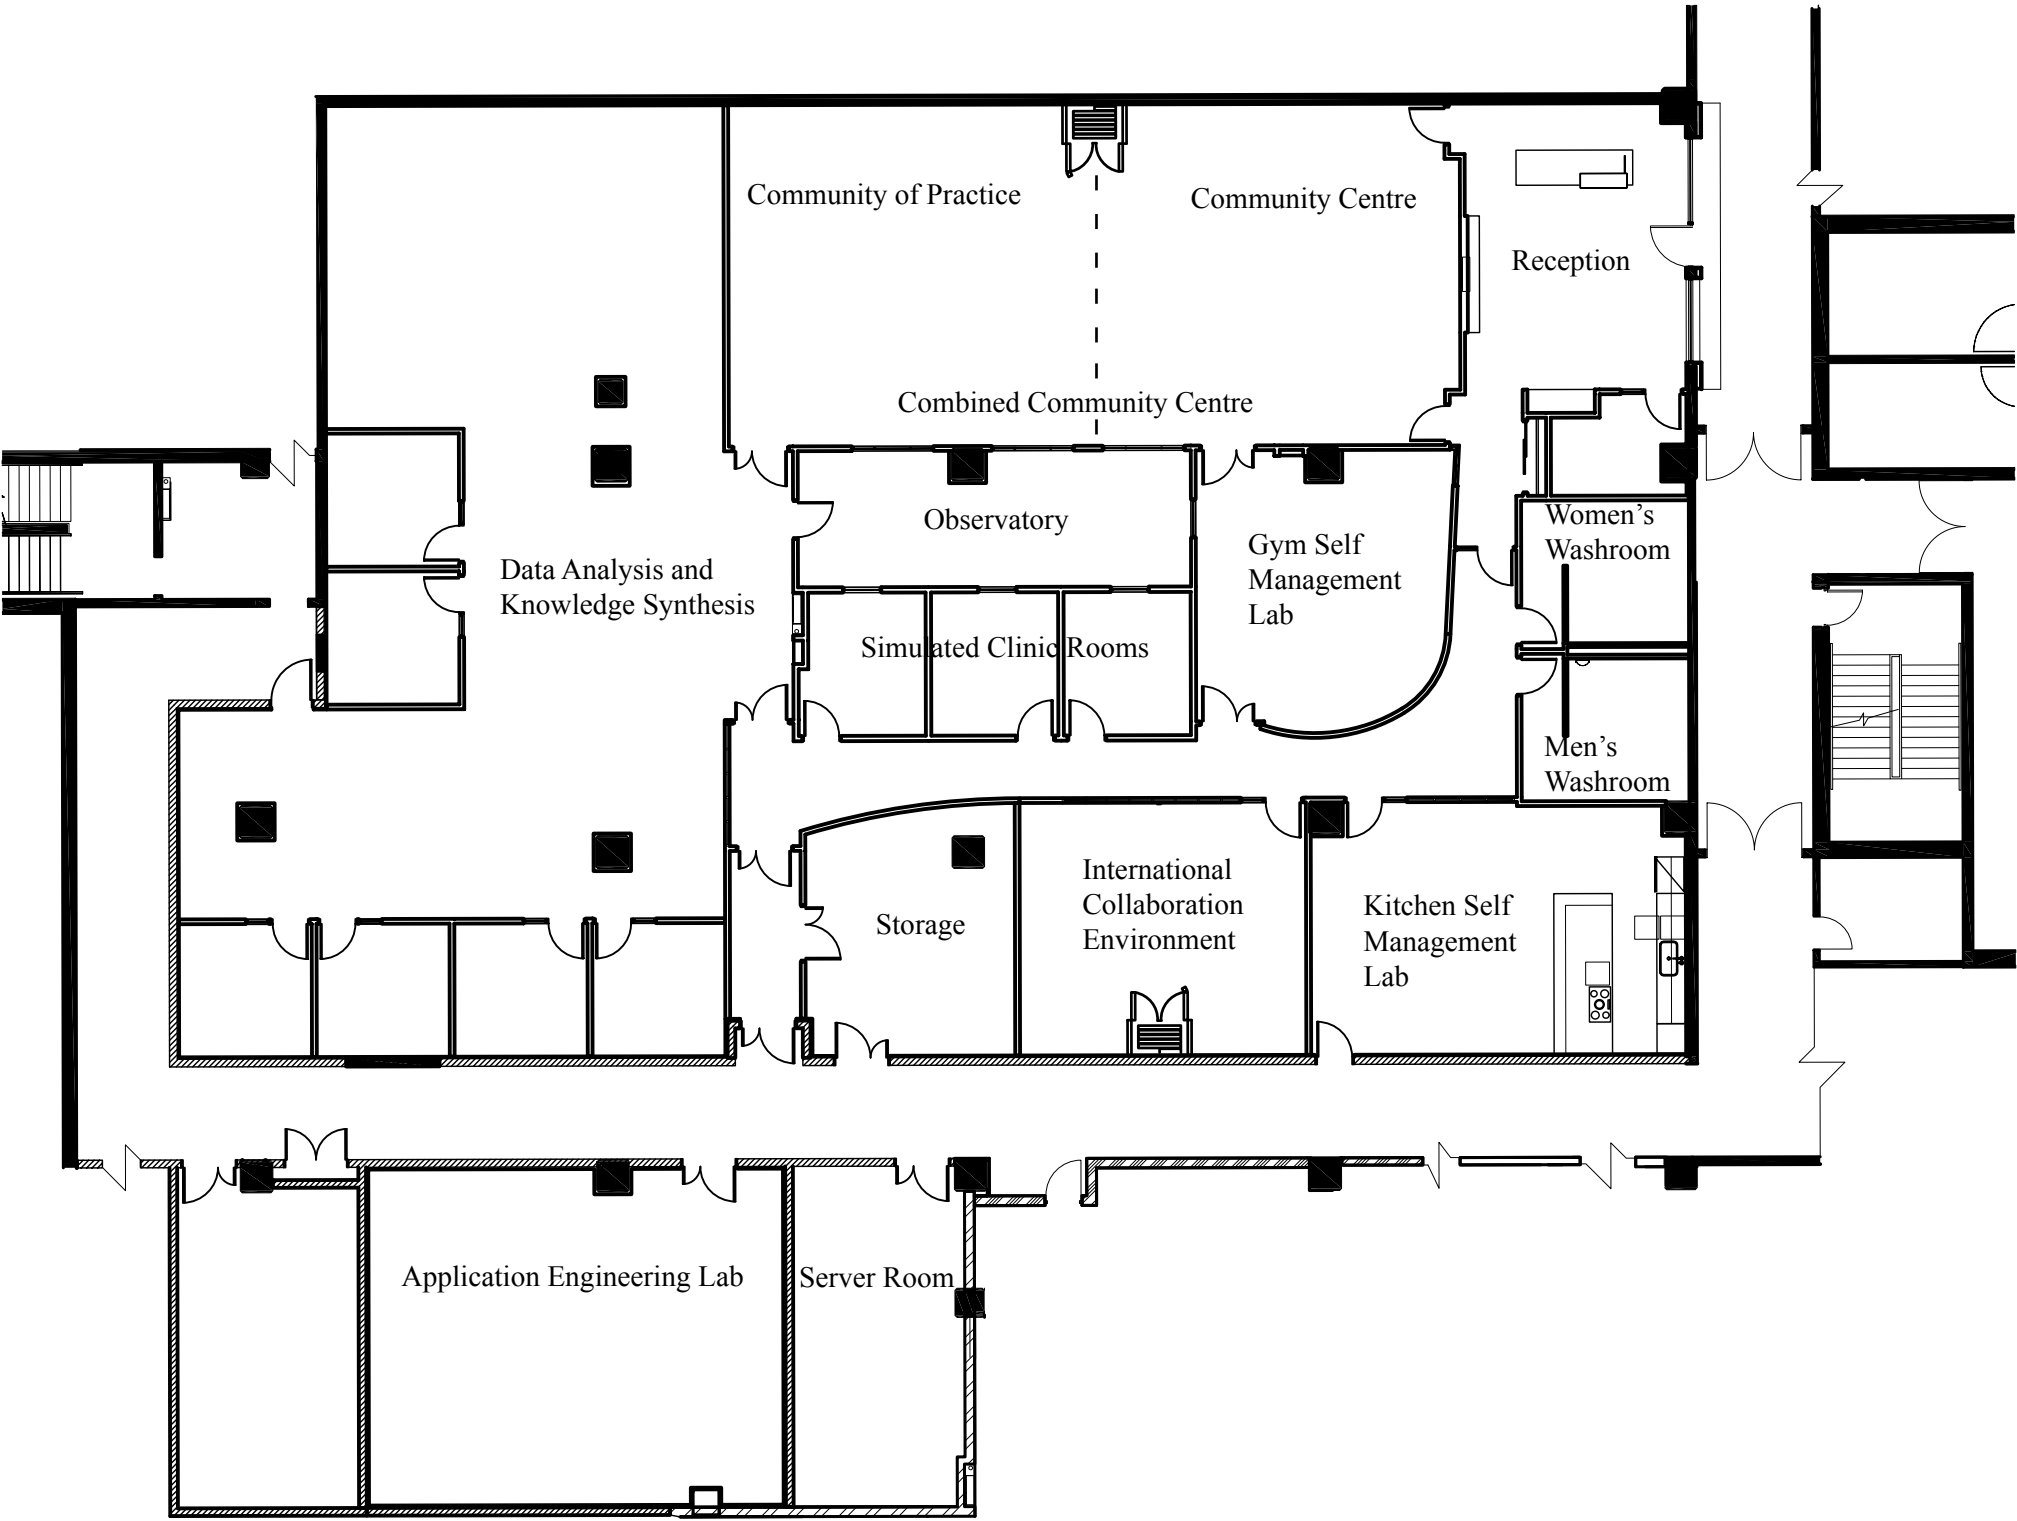 Community of Practice
Community Centre
Reception
Combined Community Centre
Observatory
Women’s
Washroom
Gym Self
Management
Lab
Data Analysis and
Knowledge Synthesis
Simulated Clinic Rooms
Men’s
Washroom
International
Collaboration
Environment
Kitchen Self
Management
Lab
Storage
Application Engineering Lab
Server Room